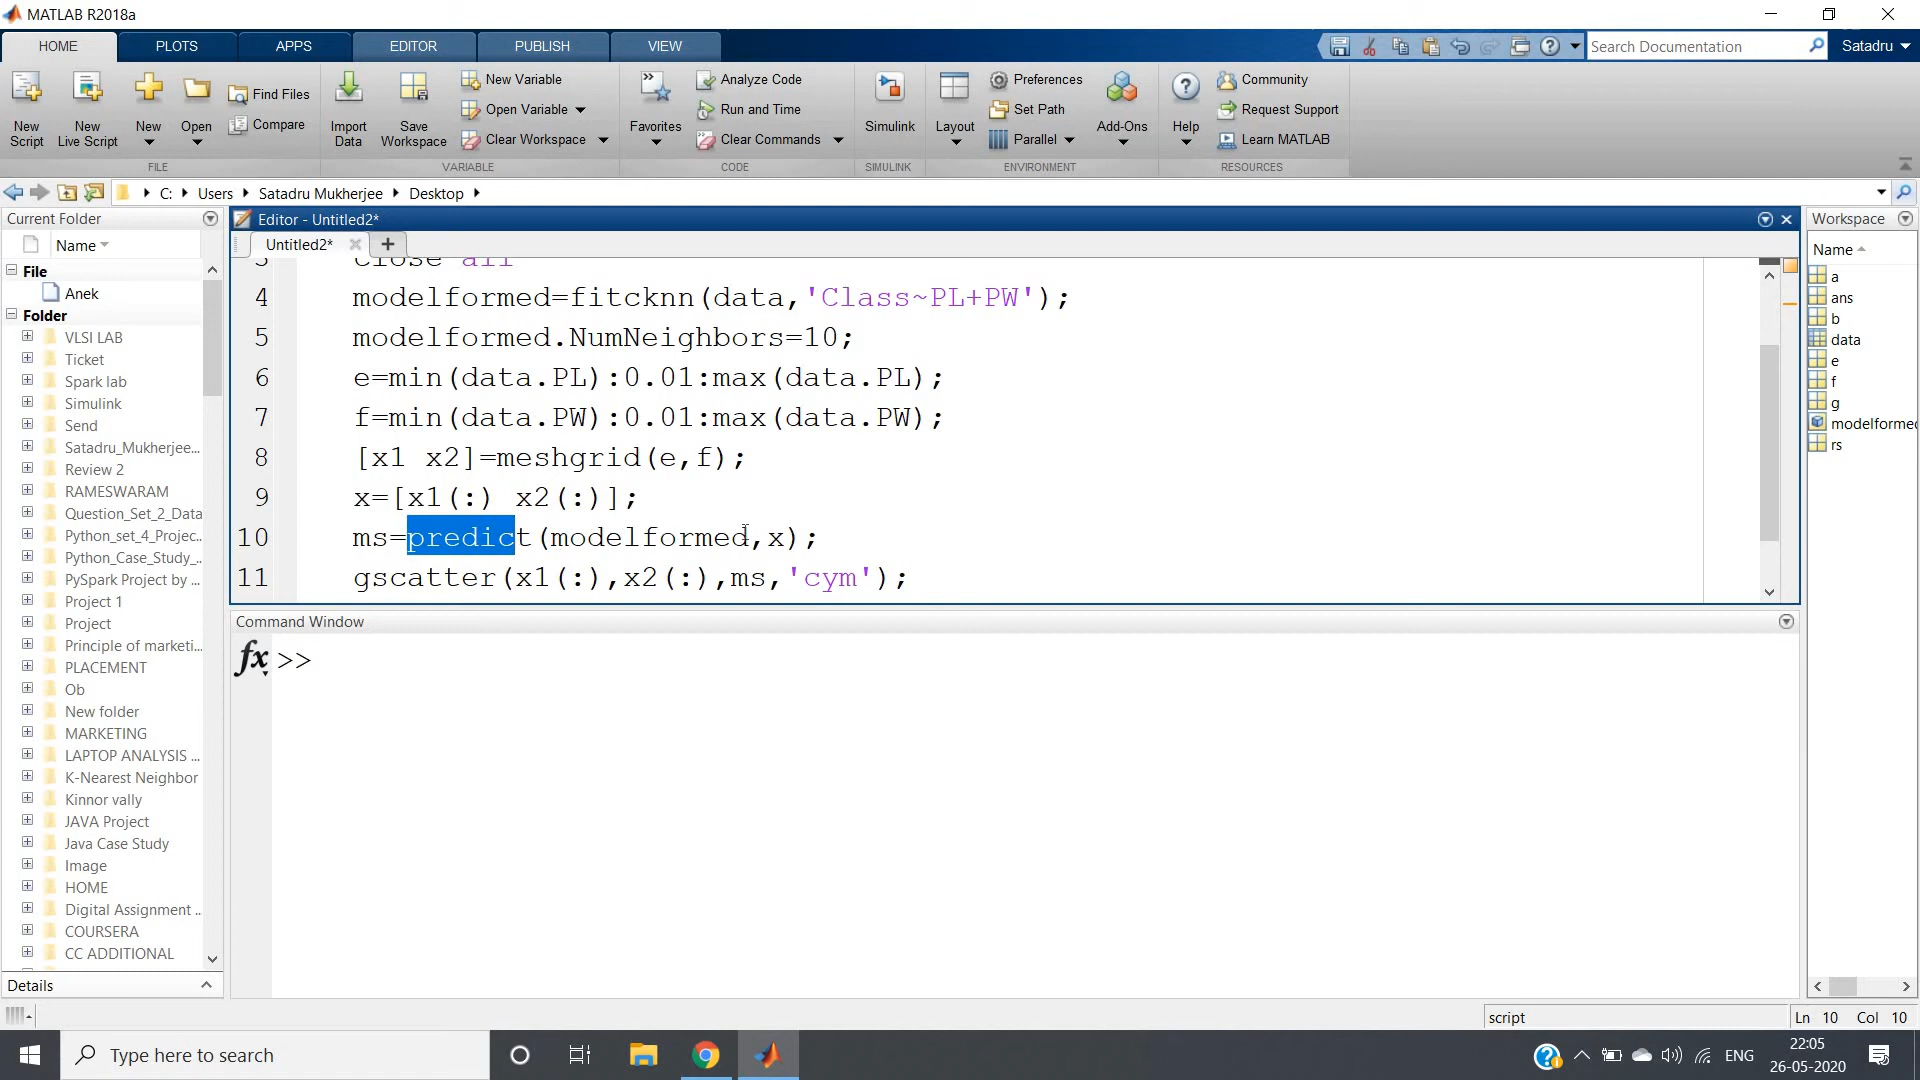 MATLAB R2018a
HOME PLOTS APPS EDITOR PUBLISH VIEW
Search Documentation
Satadru
New Script
New Live Script
New
Open
Find Files
Compare
FILE
Import Data
Save Workspace
New Variable
Open Variable
Clear Workspace
VARIABLE
Favorites
Analyze Code
Run and Time
Clear Commands
CODE
Simulink
SIMULINK
Layout
Preferences
Set Path
Parallel
Add-Ons
ENVIRONMENT
Help
Community
Request Support
Learn MATLAB
RESOURCES
C: Users Satadru Mukherjee Desktop
Current Folder
Name
File
Anek
Folder
VLSI LAB
Ticket
Spark lab
Simulink
Send
Satadru_Mukherjee...
Review 2
RAMESWARAM
Question_Set_2_Data
Python_set_4_Projec...
Python_Case_Study_...
PySpark Project by ...
Project 1
Project
Principle of marketi...
PLACEMENT
Ob
New folder
MARKETING
LAPTOP ANALYSIS ...
K-Nearest Neighbor
Kinnor vally
JAVA Project
Java Case Study
Image
HOME
Digital Assignment ..
COURSERA
CC ADDITIONAL
Details
Editor - Untitled2*
Untitled2*
3 close all
4 modelformed=fitcknn(data,'Class~PL+PW');
5 modelformed.NumNeighbors=10;
6 e=min(data.PL):0.01:max(data.PL);
7 f=min(data.PW):0.01:max(data.PW);
8 [x1 x2]=meshgrid(e,f);
9 x=[x1(:) x2(:)];
10 ms=predict(modelformed,x);
11 gscatter(x1(:),x2(:),ms,'cym');
Command Window
fx >>
Workspace
Name
a
ans
b
data
e
f
g
modelformed
rs
script
Ln 10 Col 10
Type here to search
ENG
22:05
26-05-2020